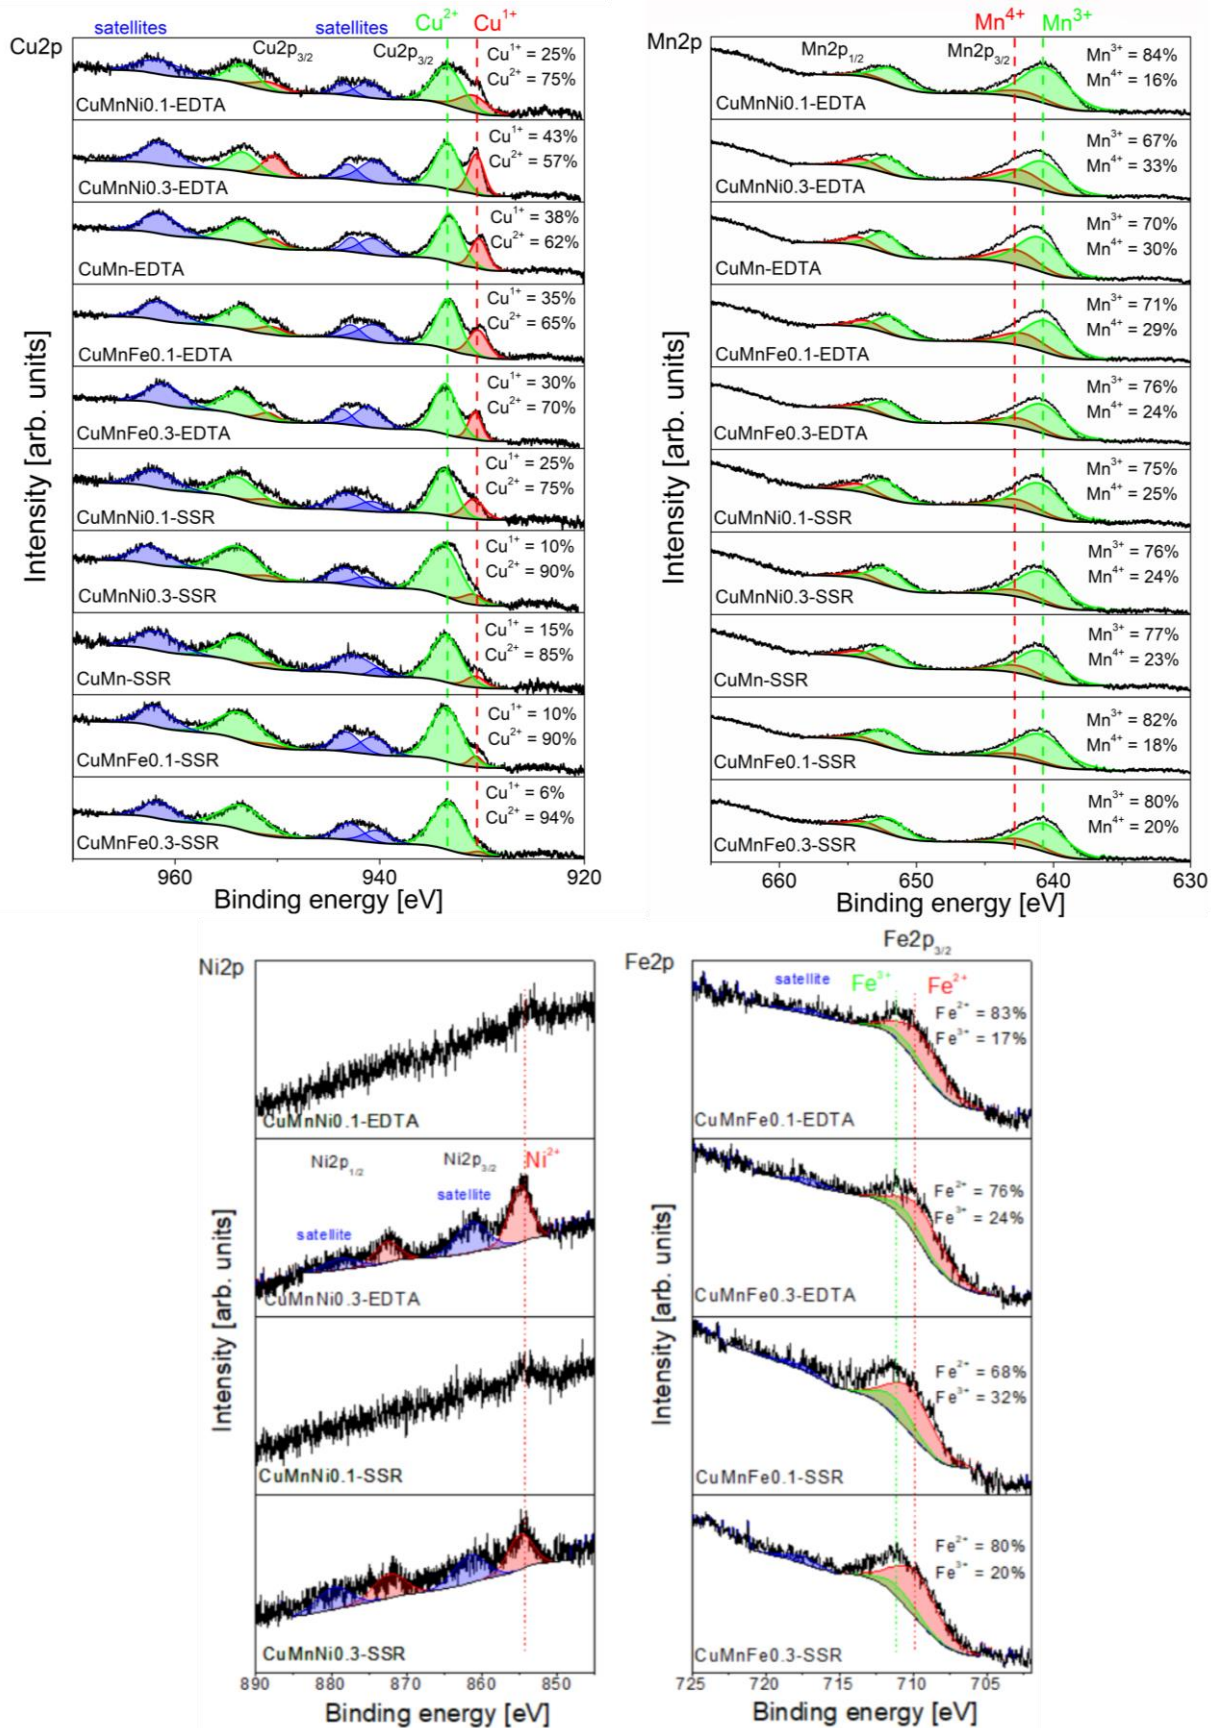 satellites satellites Cu²⁺ Cu¹⁺
Cu2p
Cu2p₃/₂ Cu2p₃/₂
Cu¹⁺ = 25%
Cu²⁺ = 75%
CuMnNi0.1-EDTA
Cu¹⁺ = 43%
Cu²⁺ = 57%
CuMnNi0.3-EDTA
Cu¹⁺ = 38%
Cu²⁺ = 62%
CuMn-EDTA
Cu¹⁺ = 35%
Cu²⁺ = 65%
CuMnFe0.1-EDTA
Cu¹⁺ = 30%
Cu²⁺ = 70%
CuMnFe0.3-EDTA
Cu¹⁺ = 25%
Cu²⁺ = 75%
CuMnNi0.1-SSR
Cu¹⁺ = 10%
Cu²⁺ = 90%
CuMnNi0.3-SSR
Cu¹⁺ = 15%
Cu²⁺ = 85%
CuMn-SSR
Cu¹⁺ = 10%
Cu²⁺ = 90%
CuMnFe0.1-SSR
Cu¹⁺ = 6%
Cu²⁺ = 94%
CuMnFe0.3-SSR
Intensity [arb. units]
960 940 920
Binding energy [eV]
Mn⁴⁺ Mn³⁺
Mn2p
Mn2p₁/₂ Mn2p₃/₂
Mn³⁺ = 84%
Mn⁴⁺ = 16%
CuMnNi0.1-EDTA
Mn³⁺ = 67%
Mn⁴⁺ = 33%
CuMnNi0.3-EDTA
Mn³⁺ = 70%
Mn⁴⁺ = 30%
CuMn-EDTA
Mn³⁺ = 71%
Mn⁴⁺ = 29%
CuMnFe0.1-EDTA
Mn³⁺ = 76%
Mn⁴⁺ = 24%
CuMnFe0.3-EDTA
Mn³⁺ = 75%
Mn⁴⁺ = 25%
CuMnNi0.1-SSR
Mn³⁺ = 76%
Mn⁴⁺ = 24%
CuMnNi0.3-SSR
Mn³⁺ = 77%
Mn⁴⁺ = 23%
CuMn-SSR
Mn³⁺ = 82%
Mn⁴⁺ = 18%
CuMnFe0.1-SSR
Mn³⁺ = 80%
Mn⁴⁺ = 20%
CuMnFe0.3-SSR
Intensity [arb. units]
660 650 640 630
Binding energy [eV]
Ni2p
CuMnNi0.1-EDTA
Ni2p₁/₂ Ni2p₃/₂ Ni²⁺
satellite
satellite
CuMnNi0.3-EDTA
CuMnNi0.1-SSR
CuMnNi0.3-SSR
Intensity [arb. units]
890 880 870 860 850
Binding energy [eV]
Fe2p₃/₂
Fe2p
satellite Fe³⁺ Fe²⁺
Fe²⁺ = 83%
Fe³⁺ = 17%
CuMnFe0.1-EDTA
Fe²⁺ = 76%
Fe³⁺ = 24%
CuMnFe0.3-EDTA
Fe²⁺ = 68%
Fe³⁺ = 32%
CuMnFe0.1-SSR
Fe²⁺ = 80%
Fe³⁺ = 20%
CuMnFe0.3-SSR
Intensity [arb. units]
725 720 715 710 705
Binding energy [eV]